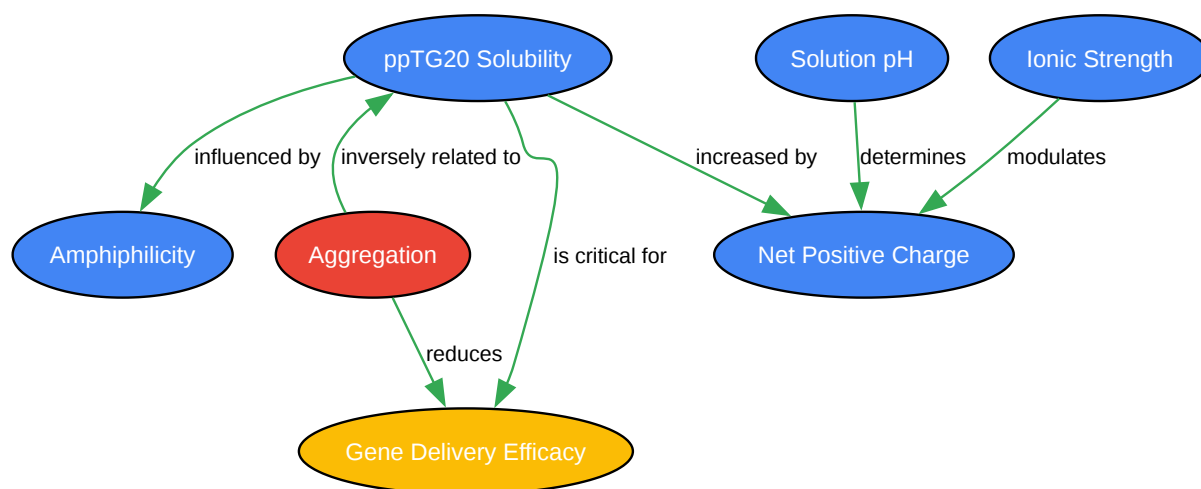 ppTG20 Solubility
Solution pH
Ionic Strength
influenced by
inversely related to
increased by
determines
modulates
Amphiphilicity
Aggregation
is critical for
Net Positive Charge
reduces
Gene Delivery Efficacy